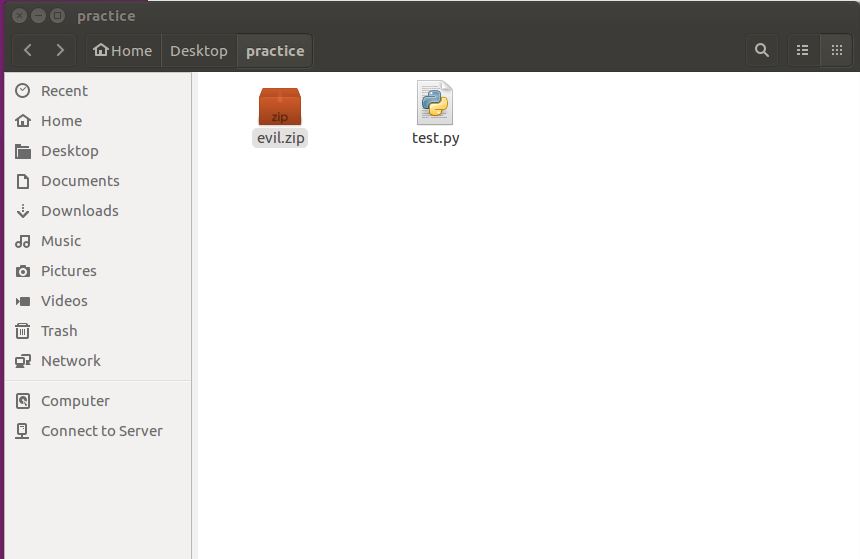 practice
Home Desktop practice
Recent
Home
Desktop
Documents
Downloads
Music
Pictures
Videos
Trash
Network
Computer
Connect to Server
zip
evil.zip
test.py